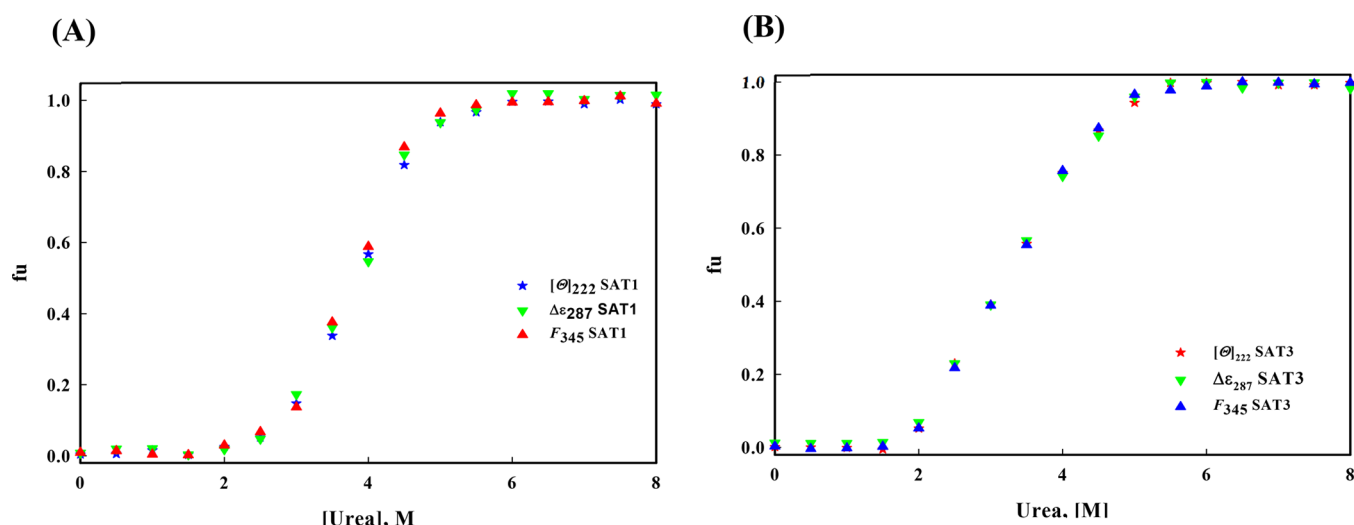 (A)
1.0
0.8
0.6
0.4
0.2
0.0
fu
0 2 4 6 8
[Urea], M
[Θ]222 SAT1
Δε287 SAT1
F345 SAT1
(B)
1.0
0.8
0.6
0.4
0.2
0.0
fu
0 2 4 6 8
Urea, [M]
[Θ]222 SAT3
Δε287 SAT3
F345 SAT3